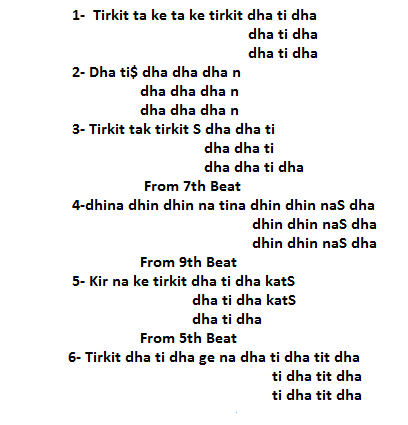 1- Tirkit ta ke ta ke tirkit dha ti dha
dha ti dha
dha ti dha
2- Dha ti$ dha dha dha n
dha dha dha n
dha dha dha n
3- Tirkit tak tirkit S dha dha ti
dha dha ti
dha dha ti dha
From 7th Beat
4-dhina dhin dhin na tina dhin dhin naS dha
dhin dhin naS dha
dhin dhin naS dha
From 9th Beat
5- Kir na ke tirkit dha ti dha katS
dha ti dha katS
dha ti dha
From 5th Beat
6- Tirkit dha ti dha ge na dha ti dha tit dha
ti dha tit dha
ti dha tit dha